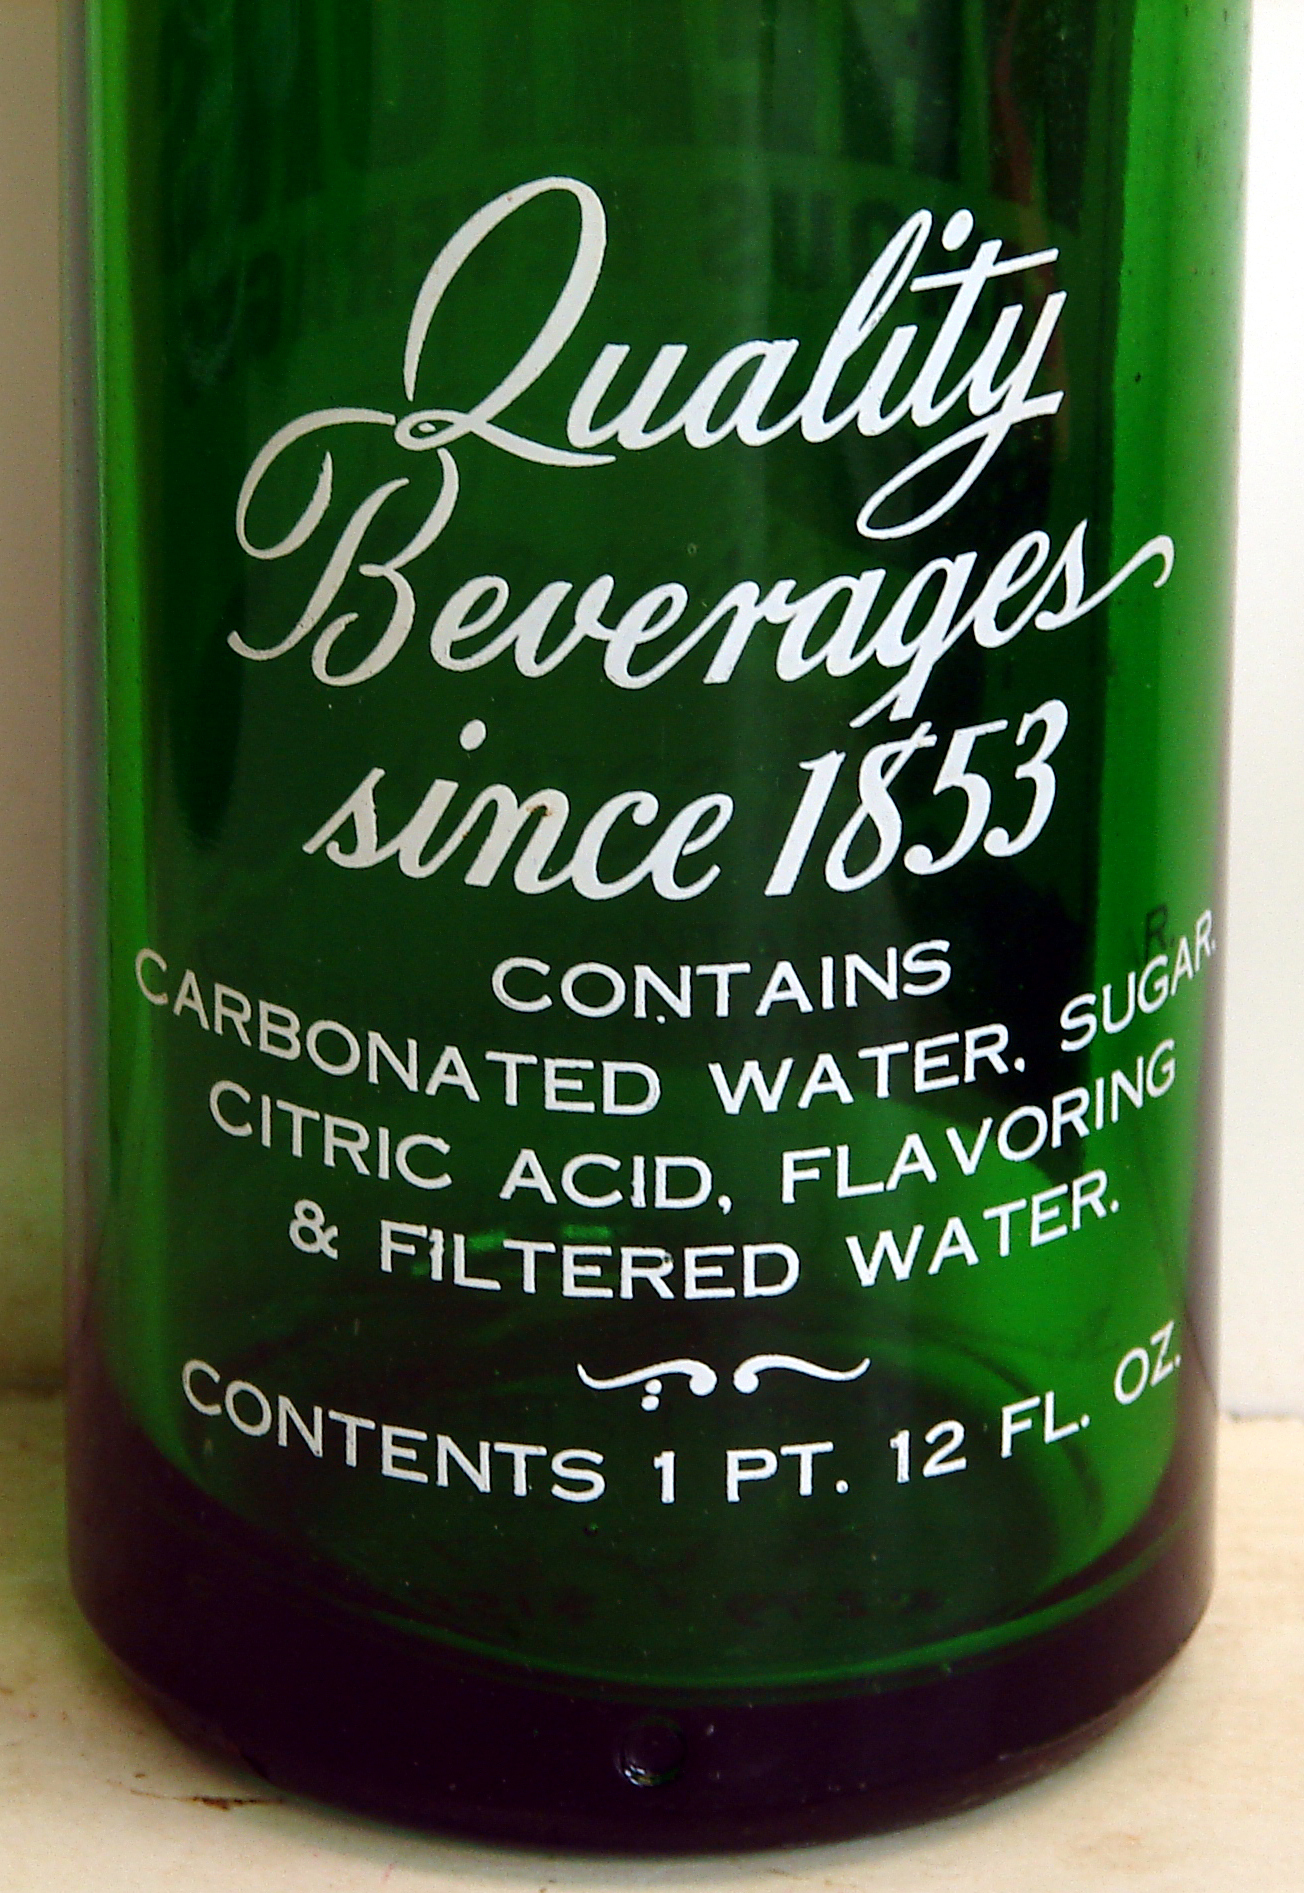 Quality
Beverages
since 1853
CONTAINS
CARBONATED WATER, SUGAR.
CITRIC ACID, FLAVORING
& FILTERED WATER.
CONTENTS 1 PT. 12 FL. OZ.